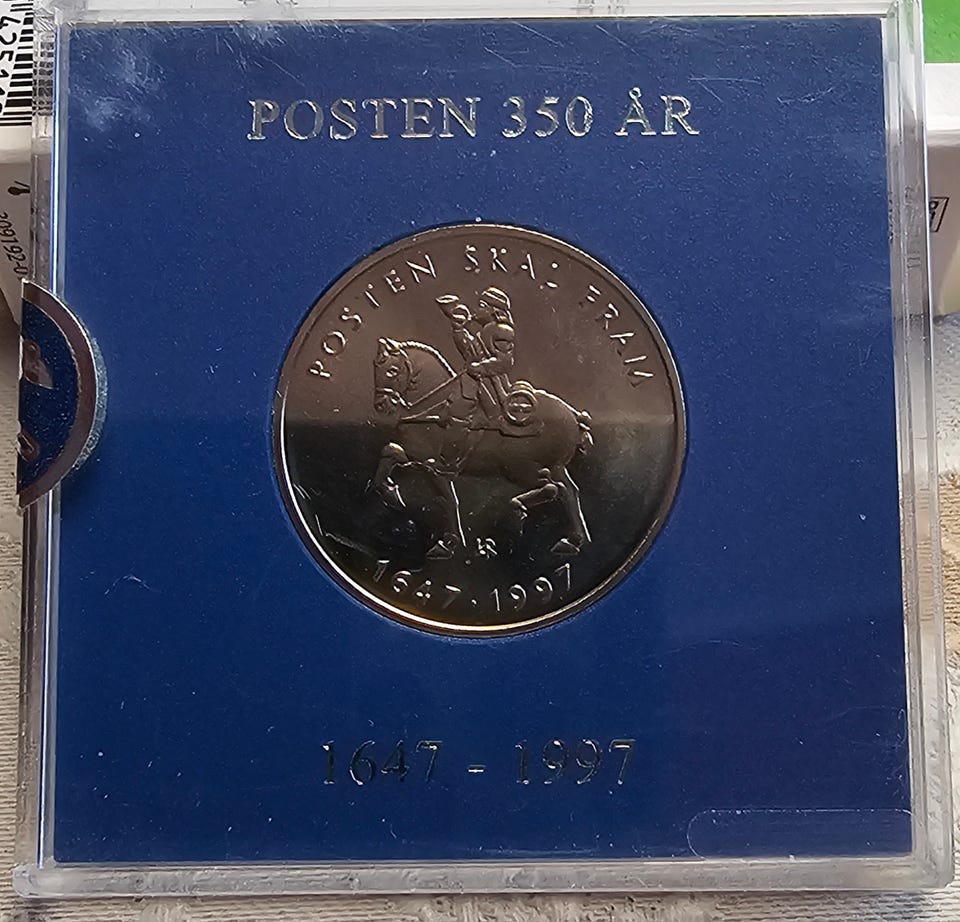 POSTEN 350 ÅR
POSTEN SKAL FRAM
1647 · 1997
1647 - 1997